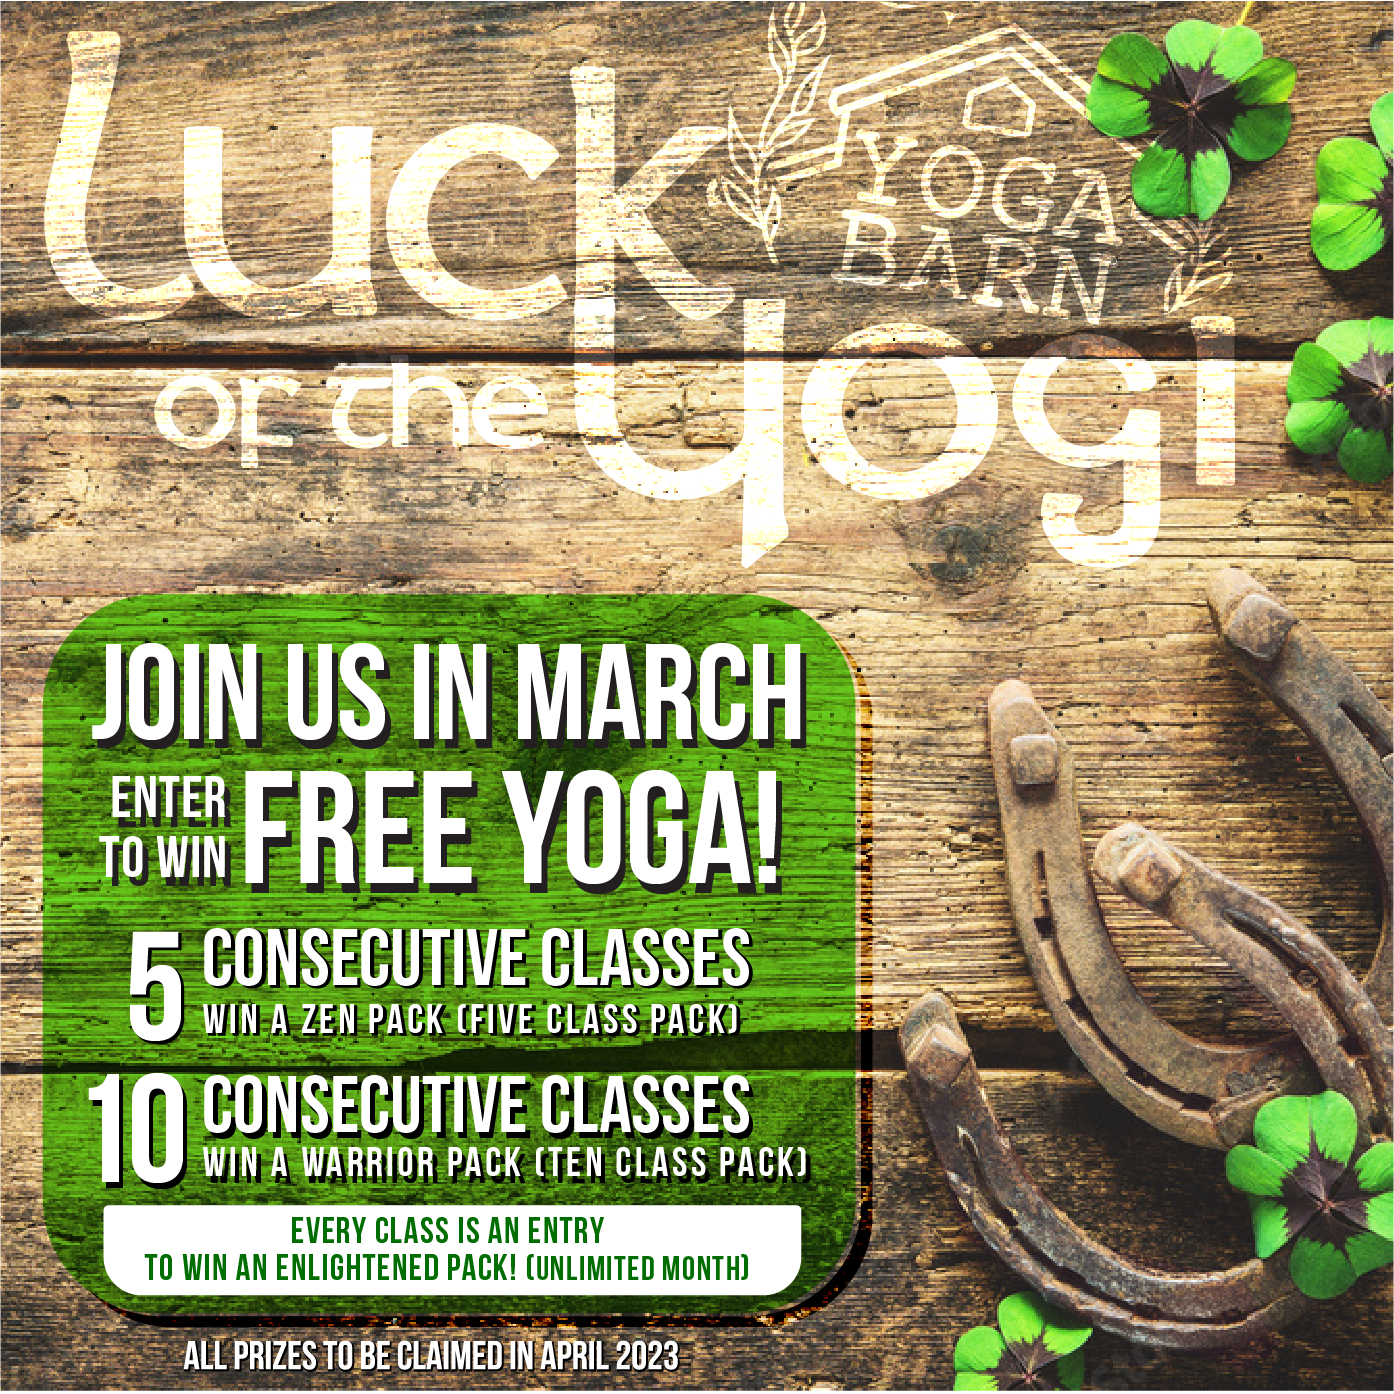 luck
YOGA
BARN
of the yogi
JOIN US IN MARCH
ENTER
TO WIN
FREE YOGA!
5
CONSECUTIVE CLASSES
WIN A ZEN PACK (FIVE CLASS PACK)
10
CONSECUTIVE CLASSES
WIN A WARRIOR PACK (TEN CLASS PACK)
EVERY CLASS IS AN ENTRY
TO WIN AN ENLIGHTENED PACK! (UNLIMITED MONTH)
ALL PRIZES TO BE CLAIMED IN APRIL 2023